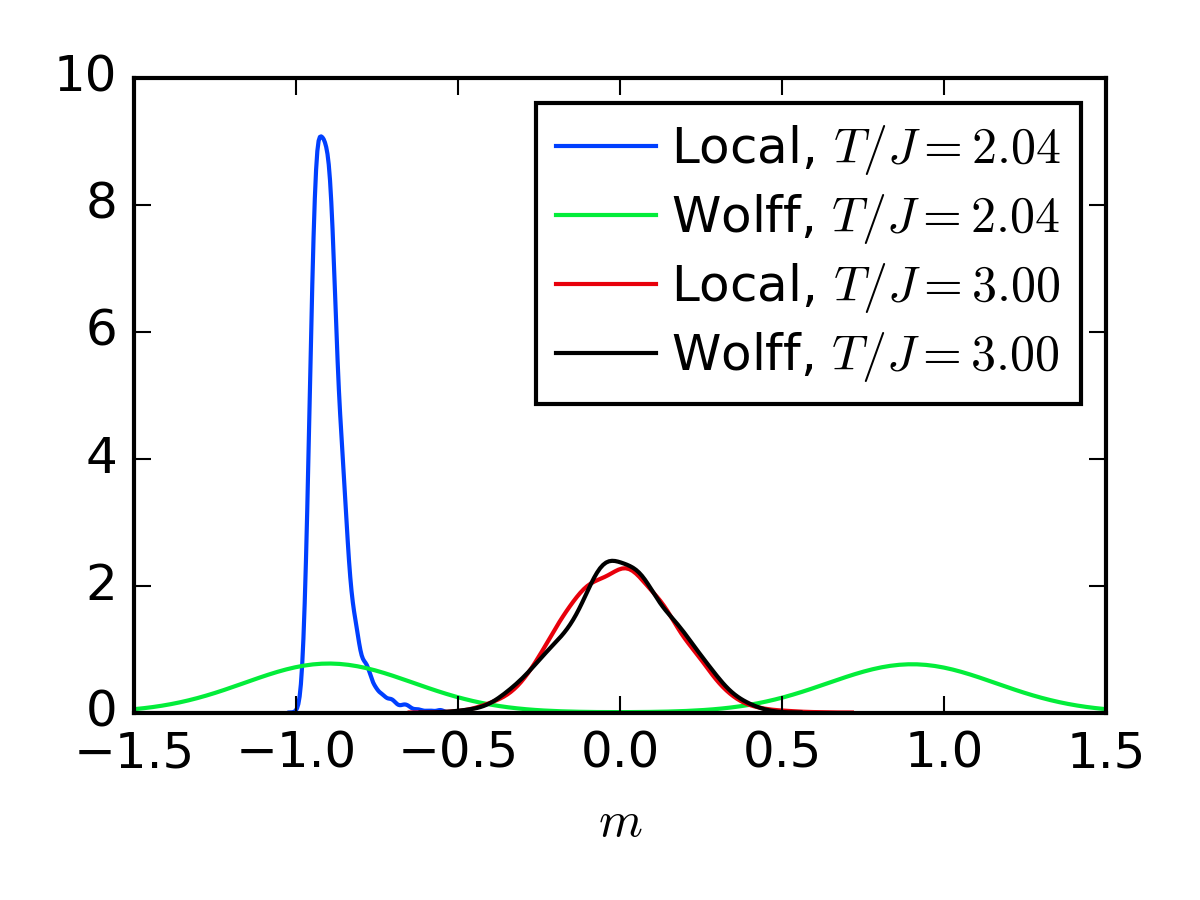 10
8
6
4
2
0
Local, T/J = 2.04
Wolff, T/J = 2.04
Local, T/J = 3.00
Wolff, T/J = 3.00
−1.5 −1.0 −0.5 0.0 0.5 1.0 1.5
m